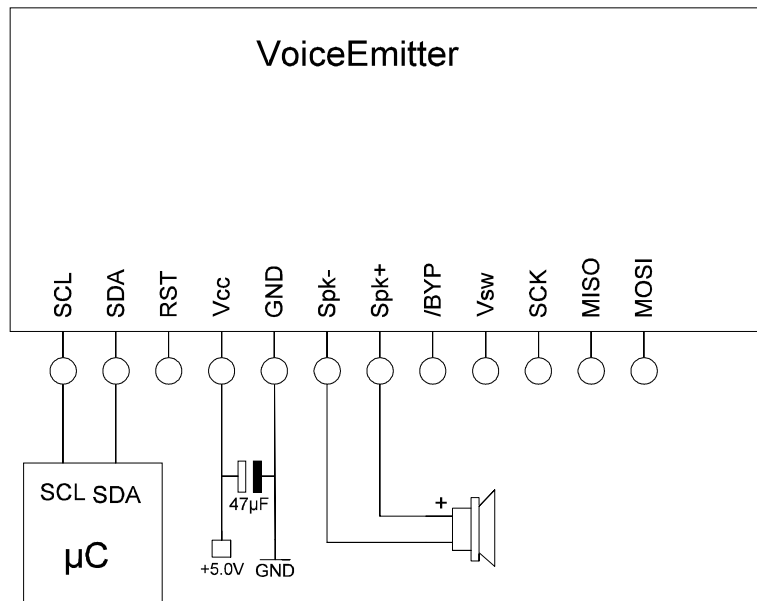 VoiceEmitter
SCL
SDA
RST
Vcc
GND
Spk-
Spk+
/BYP
Vsw
SCK
MISO
MOSI
SCL SDA
µC
47µF
+
+5.0V
GND